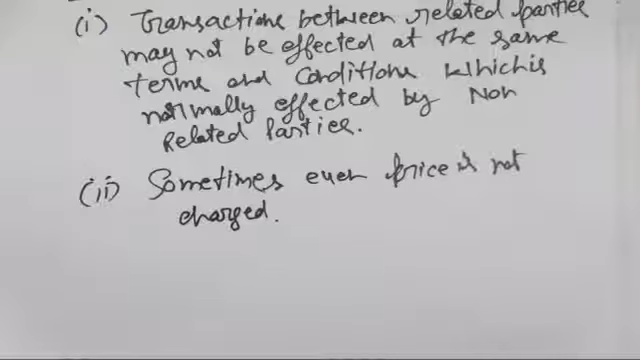 (i) Transactions between related parties
may not be effected at the same
terms and Conditions which is
normally effected by Non
Related Parties.
(ii) Sometimes even price is not
charged.